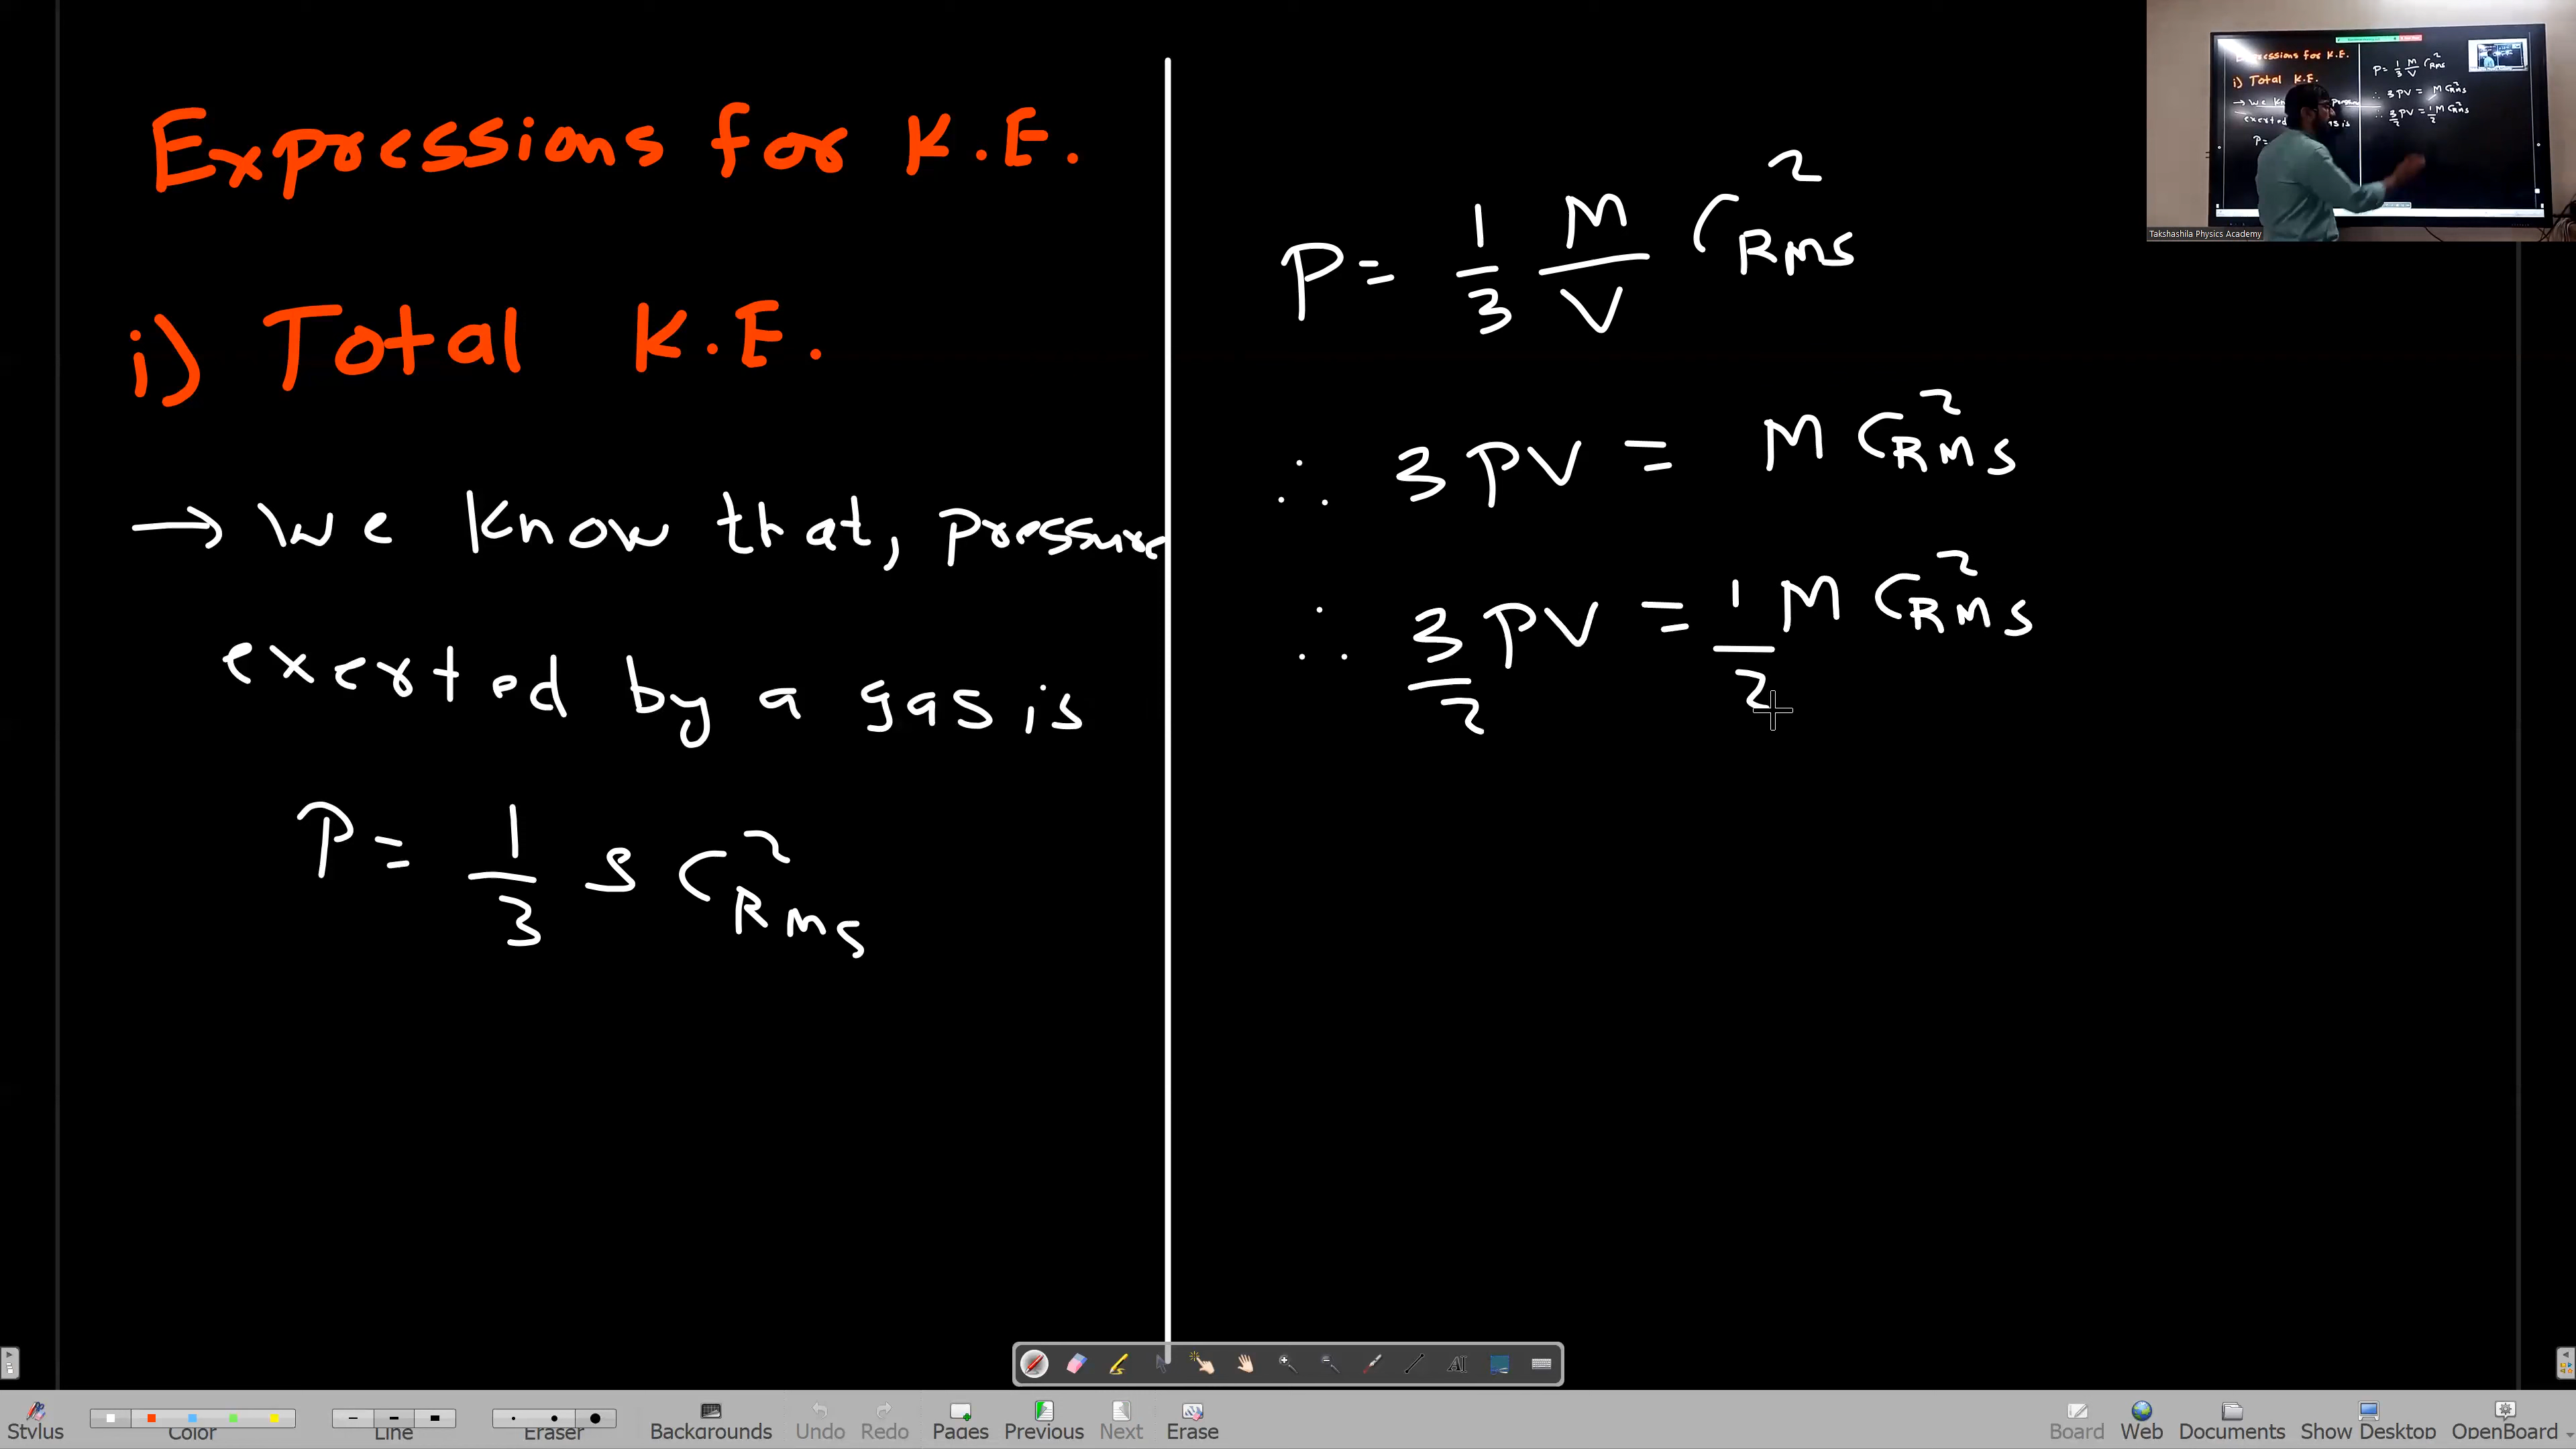 Expressions for K.E.
i) Total K.E.
→ We know that, pressure
exerted by a gas is
P = 1/3 ρ C²RMS
P = 1/3 M/V C²RMS
∴ 3PV = M C²RMS
∴ 3/2 PV = 1/2 M C²RMS
Takshashila Physics Academy
Stylus Color Line Eraser Backgrounds Undo Redo Pages Previous Next Erase Board Web Documents Show Desktop OpenBoard